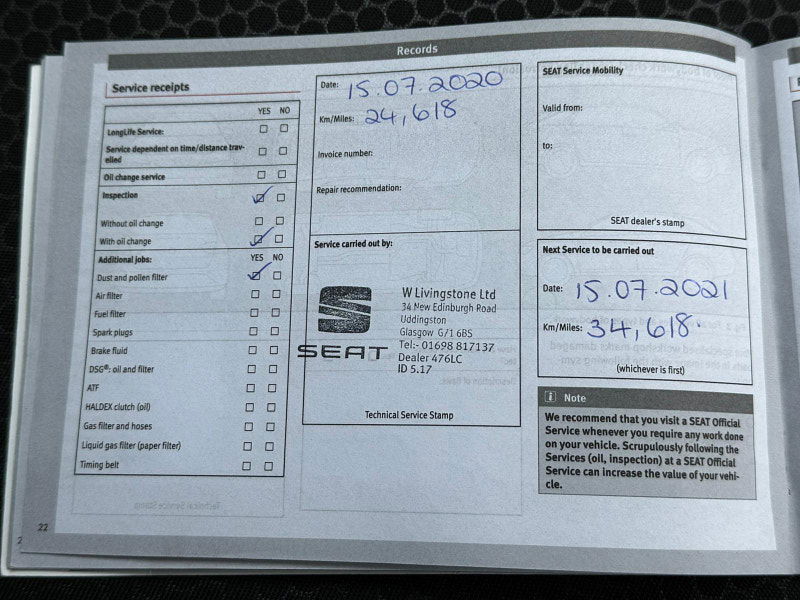 Records
Service receipts
YES NO
LongLife Service:
Service dependent on time/distance trav-
elled
Oil change service
Inspection
Without oil change
With oil change
Additional jobs: YES NO
Dust and pollen filter
Air filter
Fuel filter
Spark plugs
Brake fluid
DSG®: oil and filter
ATF
HALDEX clutch (oil)
Gas filter and hoses
Liquid gas filter (paper filter)
Timing belt
22
Date: 15.07.2020
Km/Miles: 24,618
Invoice number:
Repair recommendation:
Service carried out by:
SEAT
W Livingstone Ltd
34 New Edinburgh Road
Uddingston
Glasgow G/1 6BS
Tel:- 01698 817137
Dealer 476LC
ID 5.17
Technical Service Stamp
SEAT Service Mobility
Valid from:
to:
SEAT dealer's stamp
Next Service to be carried out
Date: 15.07.2021
Km/Miles: 34,618
(whichever is first)
i Note
We recommend that you visit a SEAT Official
Service whenever you require any work done
on your vehicle. Scrupulously following the
Services (oil, inspection) at a SEAT Official
Service can increase the value of your vehi-
cle.